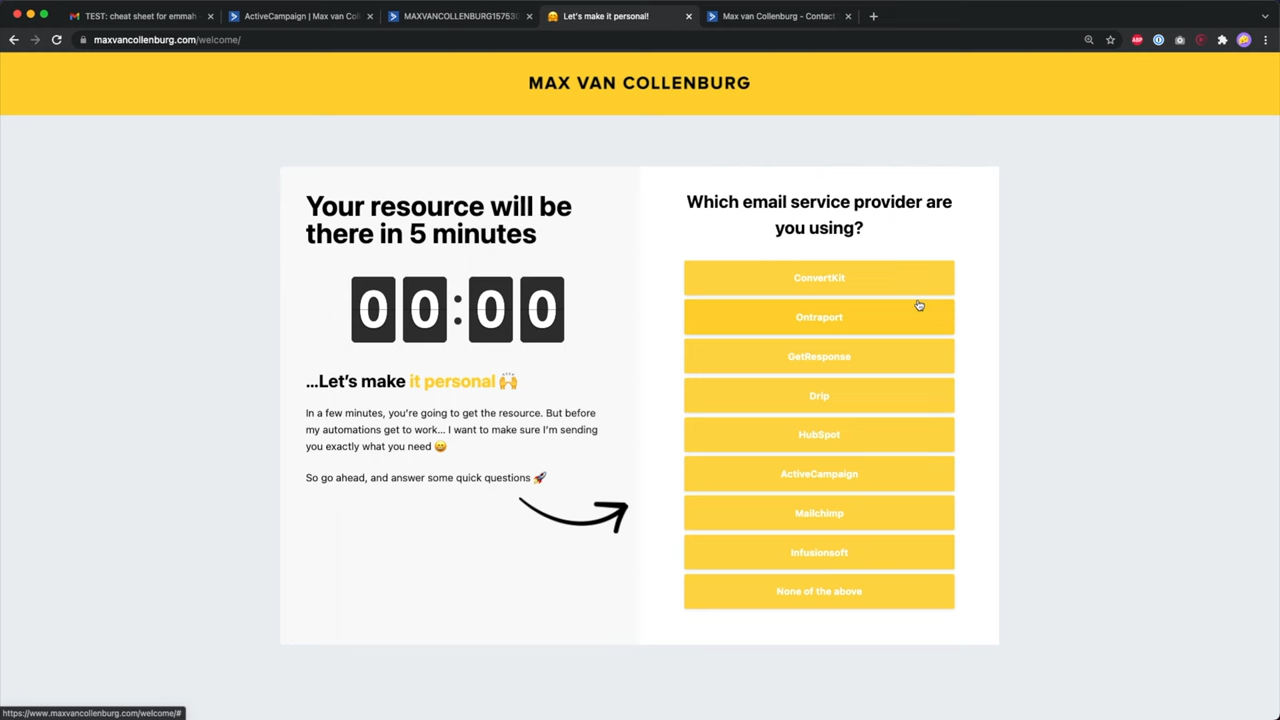 TEST: cheat sheet for emmah
ActiveCampaign | Max van Col
MAXVANCOLLENBURG157530
Let's make it personal!
Max van Collenburg - Contact
maxvancollenburg.com/welcome/
ABP
MAX VAN COLLENBURG
Your resource will be
there in 5 minutes
00:00
...Let's make it personal 🙌
In a few minutes, you're going to get the resource. But before
my automations get to work... I want to make sure I'm sending
you exactly what you need 😄
So go ahead, and answer some quick questions 🚀
Which email service provider are
you using?
ConvertKit
Ontraport
GetResponse
Drip
HubSpot
ActiveCampaign
Mailchimp
Infusionsoft
None of the above
https://www.maxvancollenburg.com/welcome/#